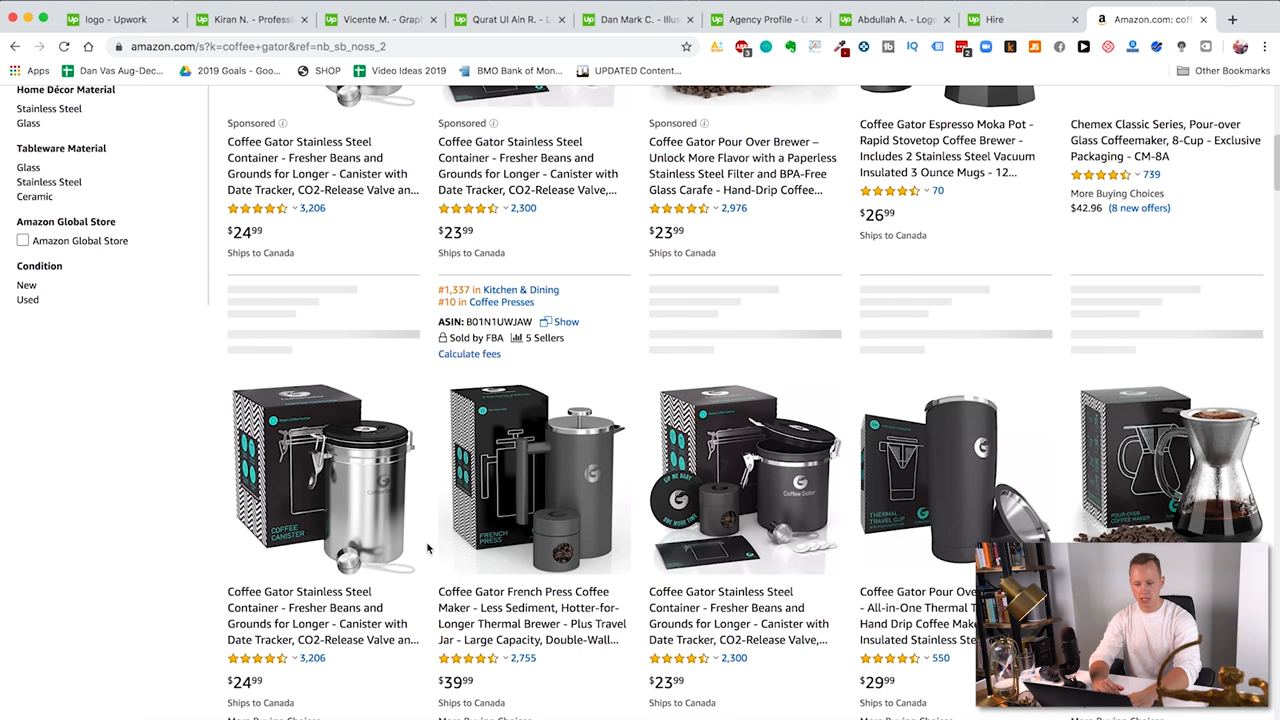 logo - Upwork
Kiran N. - Professi
Vicente M. - Graph
Qurat Ul Ain R. - L
Dan Mark C. - Illus
Agency Profile - U
Abdullah A. - Logo
Hire
Amazon.com: cof
amazon.com/s?k=coffee+gator&ref=nb_sb_noss_2
Apps
Dan Vas Aug-Dec...
2019 Goals - Goo...
SHOP
Video Ideas 2019
BMO Bank of Mon...
UPDATED Content...
Other Bookmarks
Home Décor Material
Stainless Steel
Glass
Tableware Material
Glass
Stainless Steel
Ceramic
Amazon Global Store
Amazon Global Store
Condition
New
Used
Sponsored
Coffee Gator Stainless Steel
Container - Fresher Beans and
Grounds for Longer - Canister with
Date Tracker, CO2-Release Valve an...
3,206
$24.99
Ships to Canada
Sponsored
Coffee Gator Stainless Steel
Container - Fresher Beans and
Grounds for Longer - Canister with
Date Tracker, CO2-Release Valve,...
2,300
$23.99
Ships to Canada
#1,337 in Kitchen & Dining
#10 in Coffee Presses
ASIN: B01N1UWJAW Show
Sold by FBA 5 Sellers
Calculate fees
Sponsored
Coffee Gator Pour Over Brewer –
Unlock More Flavor with a Paperless
Stainless Steel Filter and BPA-Free
Glass Carafe - Hand-Drip Coffee...
2,976
$23.99
Ships to Canada
Coffee Gator Espresso Moka Pot -
Rapid Stovetop Coffee Brewer -
Includes 2 Stainless Steel Vacuum
Insulated 3 Ounce Mugs - 12...
70
$26.99
Ships to Canada
Chemex Classic Series, Pour-over
Glass Coffeemaker, 8-Cup - Exclusive
Packaging - CM-8A
739
More Buying Choices
$42.96 (8 new offers)
COFFEE
CANISTER
Coffee Gator Stainless Steel
Container - Fresher Beans and
Grounds for Longer - Canister with
Date Tracker, CO2-Release Valve an...
3,206
$24.99
Ships to Canada
FRENCH
PRESS
Coffee Gator French Press Coffee
Maker - Less Sediment, Hotter-for-
Longer Thermal Brewer - Plus Travel
Jar - Large Capacity, Double-Wall...
2,755
$39.99
Ships to Canada
SIP ME BABY
ONE MORE TIME
Coffee Gator
Coffee Gator Stainless Steel
Container - Fresher Beans and
Grounds for Longer - Canister with
Date Tracker, CO2-Release Valve,...
2,300
$23.99
Ships to Canada
THERMAL
TRAVEL CUP
Coffee Gator Pour Ove
- All-in-One Thermal T
Hand Drip Coffee Make
Insulated Stainless Ste
550
$29.99
Ships to Canada
POUR-OVER
COFFEE MAKER